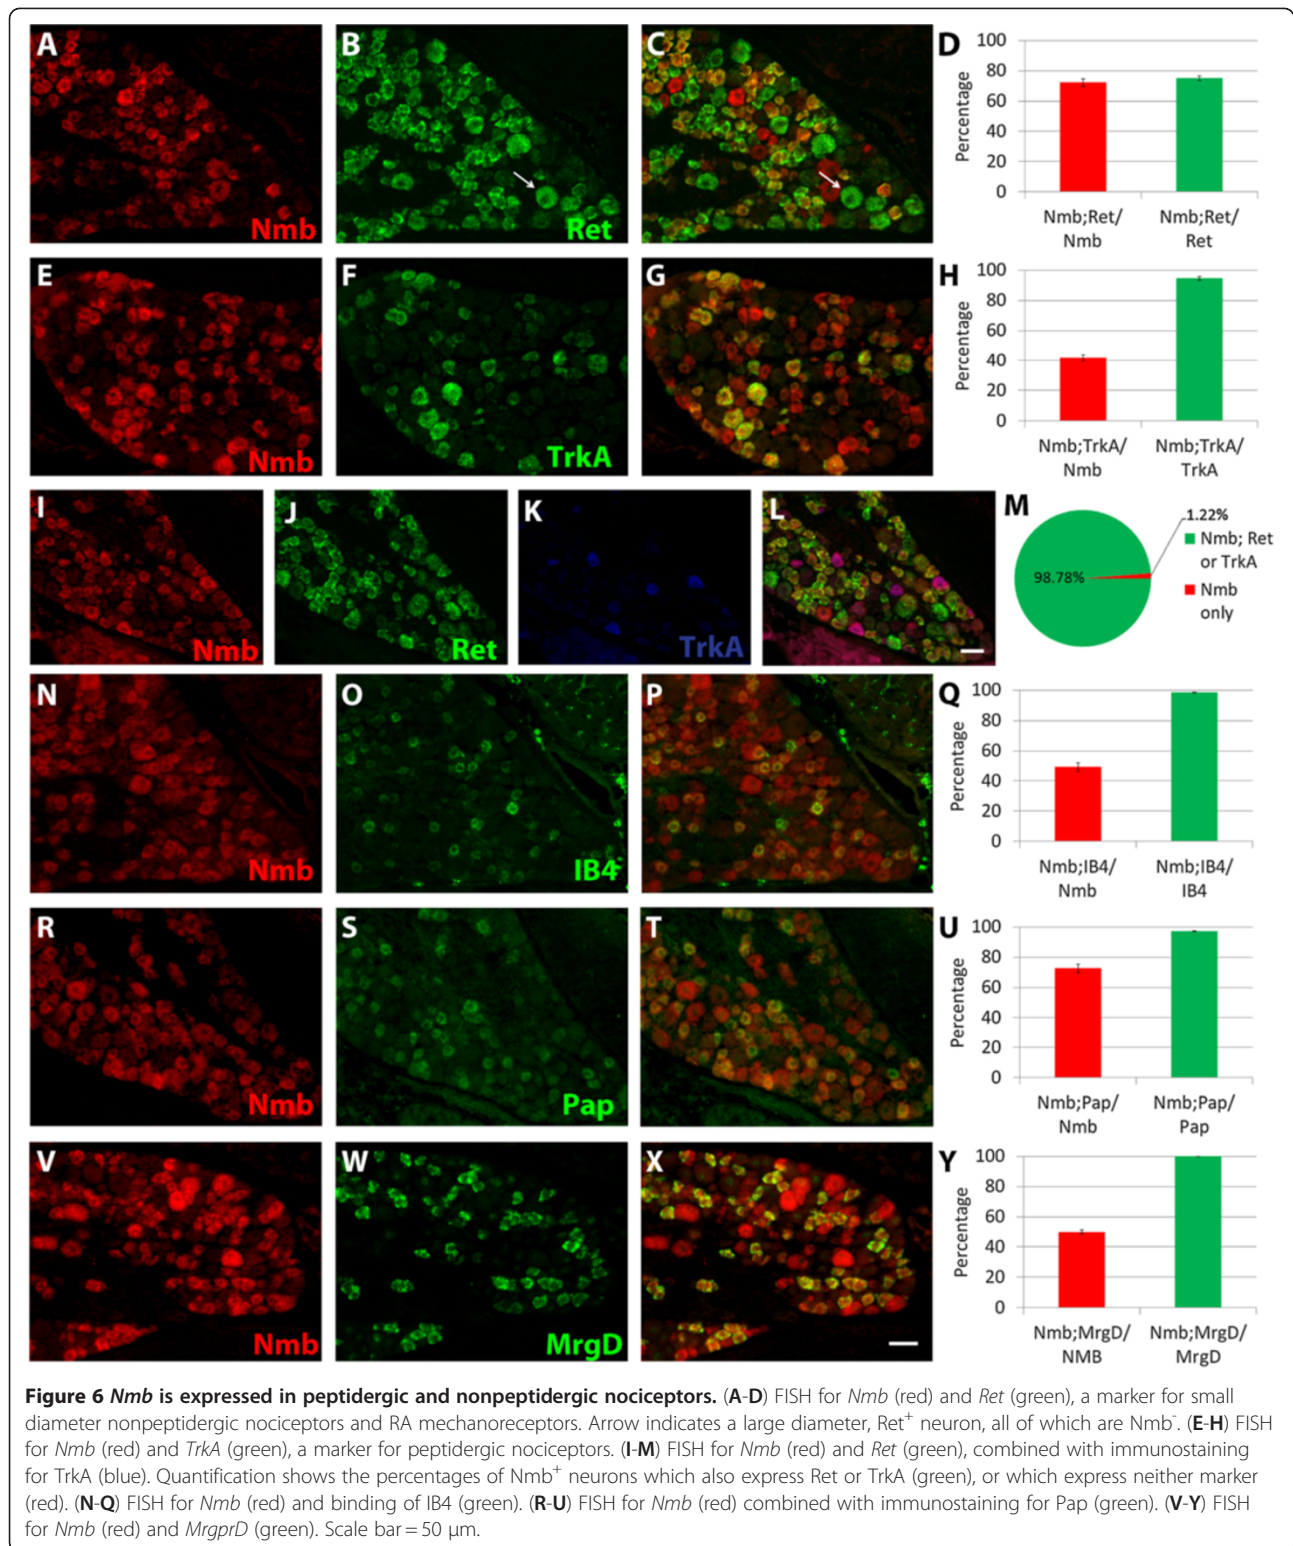 A
Nmb
B
Ret
C
D
100
80
60
40
20
0
Percentage
Nmb;Ret/
Nmb
Nmb;Ret/
Ret
E
Nmb
F
TrkA
G
H
100
80
60
40
20
0
Percentage
Nmb;TrkA/
Nmb
Nmb;TrkA/
TrkA
I
Nmb
J
Ret
K
TrkA
L
M
98.78%
1.22%
Nmb; Ret
or TrkA
Nmb
only
N
Nmb
O
IB4
P
Q
100
80
60
40
20
0
Percentage
Nmb;IB4/
Nmb
Nmb;IB4/
IB4
R
Nmb
S
Pap
T
U
100
80
60
40
20
0
Percentage
Nmb;Pap/
Nmb
Nmb;Pap/
Pap
V
Nmb
W
MrgD
X
Y
100
80
60
40
20
0
Percentage
Nmb;MrgD/
NMB
Nmb;MrgD/
MrgD
Figure 6 Nmb is expressed in peptidergic and nonpeptidergic nociceptors. (A-D) FISH for Nmb (red) and Ret (green), a marker for small
diameter nonpeptidergic nociceptors and RA mechanoreceptors. Arrow indicates a large diameter, Ret⁺ neuron, all of which are Nmb⁻. (E-H) FISH
for Nmb (red) and TrkA (green), a marker for peptidergic nociceptors. (I-M) FISH for Nmb (red) and Ret (green), combined with immunostaining
for TrkA (blue). Quantification shows the percentages of Nmb⁺ neurons which also express Ret or TrkA (green), or which express neither marker
(red). (N-Q) FISH for Nmb (red) and binding of IB4 (green). (R-U) FISH for Nmb (red) combined with immunostaining for Pap (green). (V-Y) FISH
for Nmb (red) and MrgprD (green). Scale bar = 50 μm.